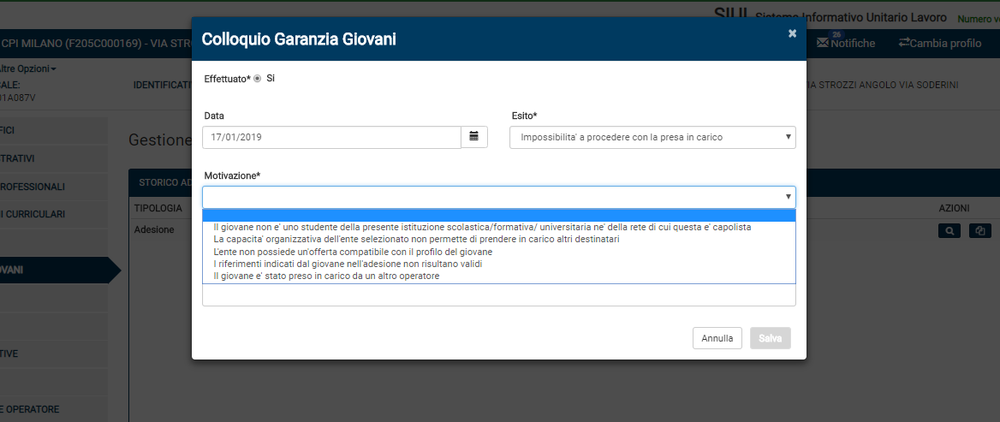 SIUL Sistema Informativo Unitario Lavoro Numero ve
Colloquio Garanzia Giovani ×
CPI MILANO (F205C000169) - VIA STRO
26
Notifiche Cambia profilo
Altre Opzioni
Effettuato* Si
ALE: IDENTIFICATI IA STROZZI ANGOLO VIA SODERINI
01A087V
Data Esito*
FICI
17/01/2019 Impossibilita' a procedere con la presa in carico
Gestione
TRATIVI
Motivazione*
PROFESSIONALI STORICO AD
I CURRICULARI TIPOLOGIA AZIONI
Il giovane non e' uno studente della presente istituzione scolastica/formativa/ universitaria ne' della rete di cui questa e' capolista
Adesione
La capacita' organizzativa dell'ente selezionato non permette di prendere in carico altri destinatari
L'ente non possiede un'offerta compatibile con il profilo del giovane
I riferimenti indicati dal giovane nell'adesione non risultano validi
OVANI
Il giovane e' stato preso in carico da un altro operatore
Annulla Salva
TIVE
E OPERATORE